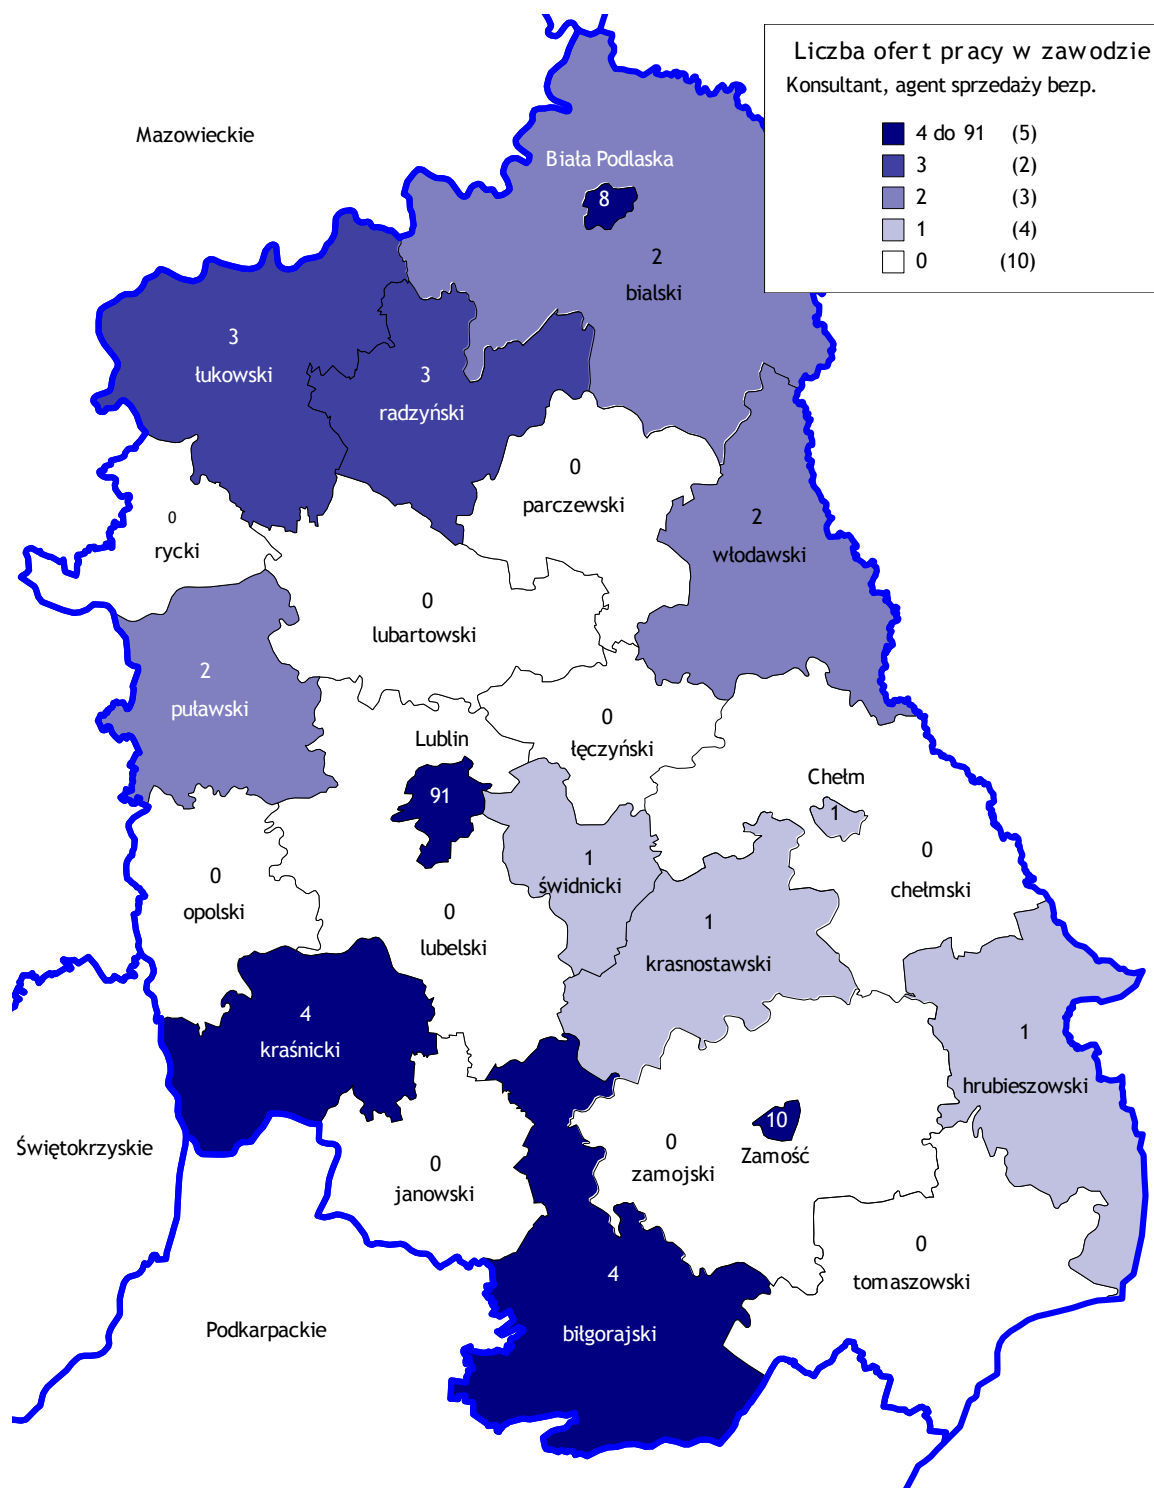 Liczba ofert pracy w zawodzie
Konsultant, agent sprzedaży bezp.
4 do 91 (5)
3 (2)
2 (3)
1 (4)
0 (10)
Mazowieckie
Biała Podlaska
8
2
bialski
3
łukowski
3
radzyński
0
parczewski
0
rycki
2
włodawski
0
lubartowski
2
puławski
0
łęczyński
Lublin
91
Chełm
1
1
świdnicki
0
chełmski
0
opolski
0
lubelski
1
krasnostawski
4
kraśnicki
1
hrubieszowski
10
Zamość
0
zamojski
Świętokrzyskie
0
janowski
0
tomaszowski
4
biłgorajski
Podkarpackie